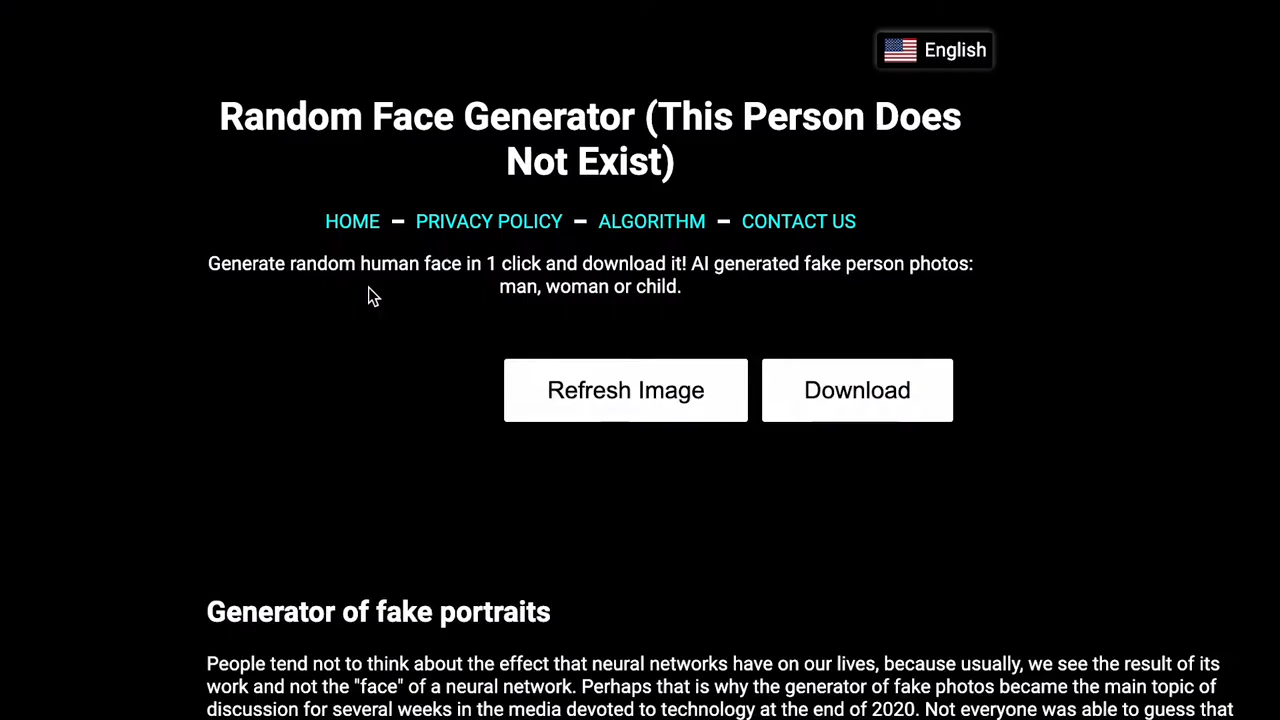 English
Random Face Generator (This Person Does
Not Exist)
HOME – PRIVACY POLICY – ALGORITHM – CONTACT US
Generate random human face in 1 click and download it! AI generated fake person photos:
man, woman or child.
Refresh Image Download
Generator of fake portraits
People tend not to think about the effect that neural networks have on our lives, because usually, we see the result of its
work and not the "face" of a neural network. Perhaps that is why the generator of fake photos became the main topic of
discussion for several weeks in the media devoted to technology at the end of 2020. Not everyone was able to guess that